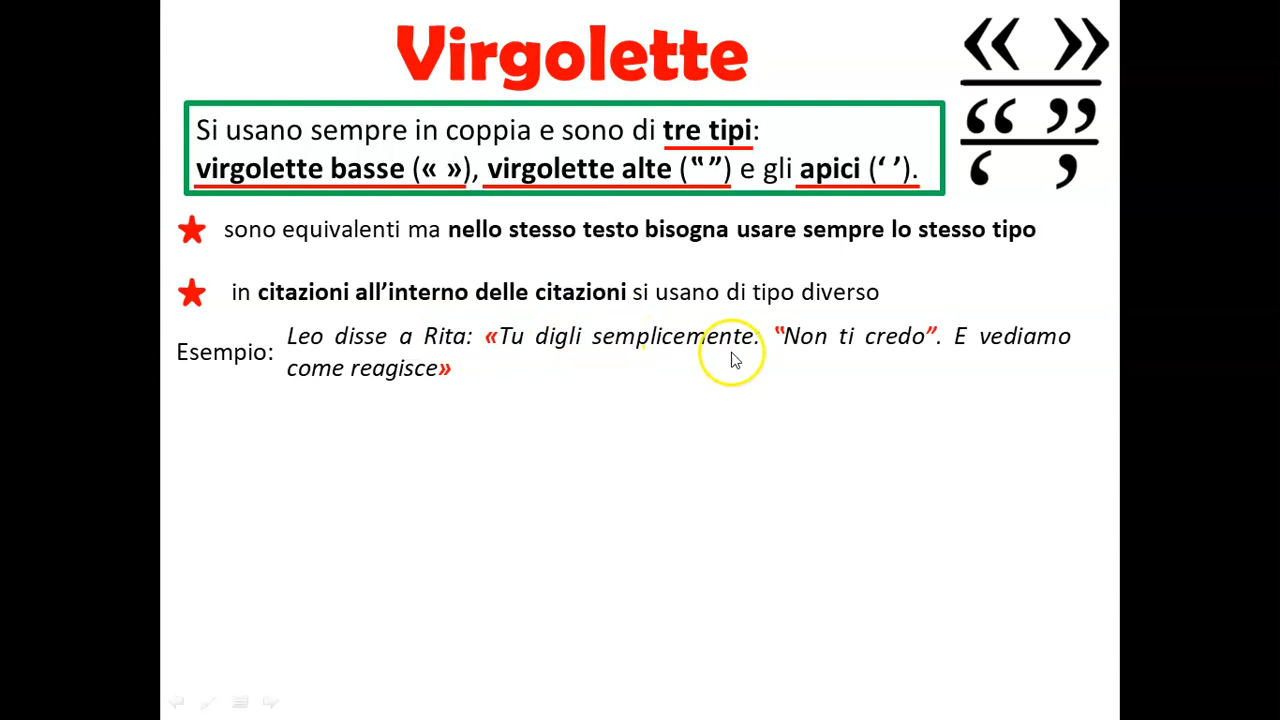 Virgolette
« »
“ ”
‘ ’
Si usano sempre in coppia e sono di tre tipi:
virgolette basse (« »), virgolette alte (‟ ”) e gli apici (‘ ’).
sono equivalenti ma nello stesso testo bisogna usare sempre lo stesso tipo
in citazioni all’interno delle citazioni si usano di tipo diverso
Esempio:
Leo disse a Rita: «Tu digli semplicemente: ‟Non ti credo”. E vediamo
come reagisce»